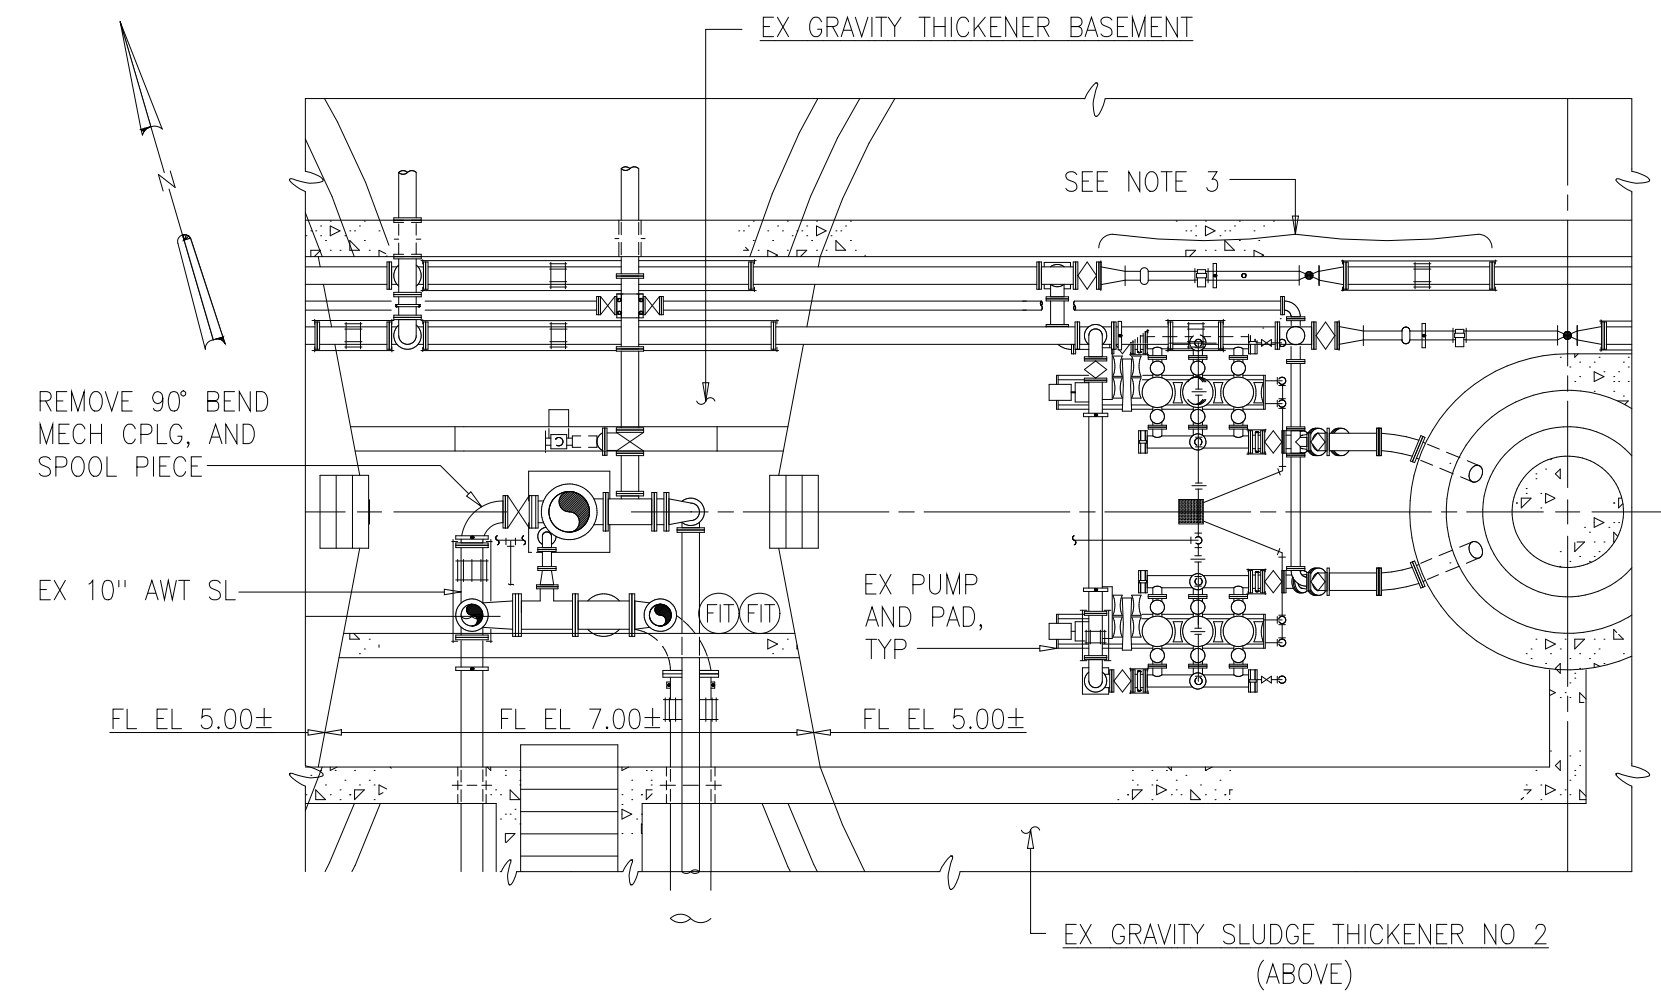 EX GRAVITY THICKENER BASEMENT
SEE NOTE 3
N
REMOVE 90° BEND
MECH CPLG, AND
SPOOL PIECE
EX 10" AWT SL
FIT
FIT
EX PUMP
AND PAD,
TYP
FL EL 5.00±
FL EL 7.00±
FL EL 5.00±
EX GRAVITY SLUDGE THICKENER NO 2
(ABOVE)